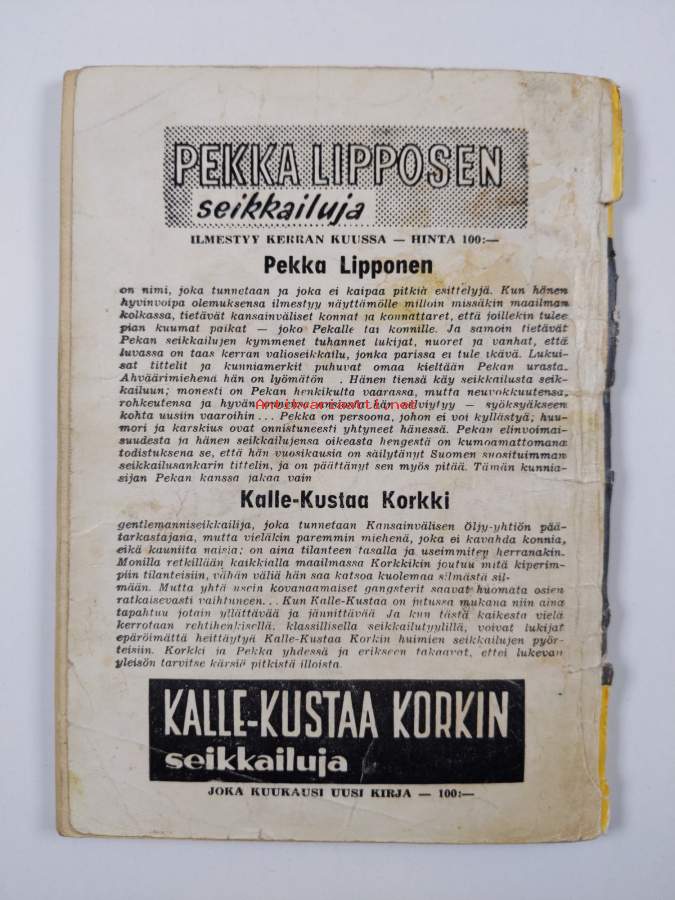 PEKKA LIPPOSEN
seikkailuja
ILMESTYY KERRAN KUUSSA — HINTA 100:—
Pekka Lipponen
on nimi, joka tunnetaan ja joka ei kaipaa pitkiä esittelyjä. Kun hänen
hyvinvoipa olemuksensa ilmestyy näyttämölle milloin missäkin maailman
kolkassa, tietävät kansainväliset konnat ja konnattaret, että joillekin tulee
pian kuumat paikat — joko Pekalle tai konnille. Ja samoin tietävät
Pekan seikkailujen kymmenet tuhannet lukijat, nuoret ja vanhat, että
luvassa on taas kerran valioseikkailu, jonka parissa ei tule ikävä. Lukui-
sat tittelit ja kunniamerkit puhuvat omaa kieltään Pekan urasta.
Ahväärimiehenä hän on lyömätön . Hänen tiensä käy seikkailusta seik-
kailuun; monesti on Pekan henkikulta vaarassa, mutta neuvokkuutensa,
rohkeutensa ja hyvän onnensa ansiosta hän selviytyy — syöksyäkseen
kohta uusiin vaaroihin... Pekka on persoona, johon ei voi kyllästyä; huu-
mori ja karskius ovat onnistuneesti yhtyneet hänessä. Pekan elinvoimai-
suudesta ja hänen seikkailujensa oikeasta hengestä on kumoamattomana
todistuksena se, että hän vuosikausia on säilytänyt Suomen suosituimman
seikkailusankarin tittelin, ja on päättänyt sen myös pitää. Tämän kunnia-
sijan Pekan kanssa jakaa vain
Kalle-Kustaa Korkki
gentlemanniseikkailija, joka tunnetaan Kansainvälisen Öljy-yhtiön pää-
tarkastajana, mutta vieläkin paremmin miehenä, joka ei kavahda konnia,
eikä kauniita naisia; on aina tilanteen tasalla ja useimmiten herranakin.
Monilla retkillään kaikkialla maailmassa Korkkikin joutuu mitä kiperim-
piin tilanteisiin, vähän väliä hän saa katsoa kuolemaa silmästä sil-
mään. Mutta yhtä usein kovanaamaiset gangsterit saavat huomata osien
ratkaisevasti vaihtuneen... Kun Kalle-Kustaa on jutussa mukana niin aina
tapahtuu jotain yllättävää ja jännittävää Ja kun tästä kaikesta vielä
kerrotaan rehtihenkisellä, klassillisella seikkailutyylillä, voivat lukijat
epäröimättä heittäytyä Kalle-Kustaa Korkin huimien seikkailujen pyör-
teisiin. Korkki ja Pekka yhdessä ja erikseen takaavat, ettei lukevan
yleisön tarvitse kärsiä pitkistä illoista.
KALLE-KUSTAA KORKIN
seikkailuja
JOKA KUUKAUSI UUSI KIRJA — 100:—